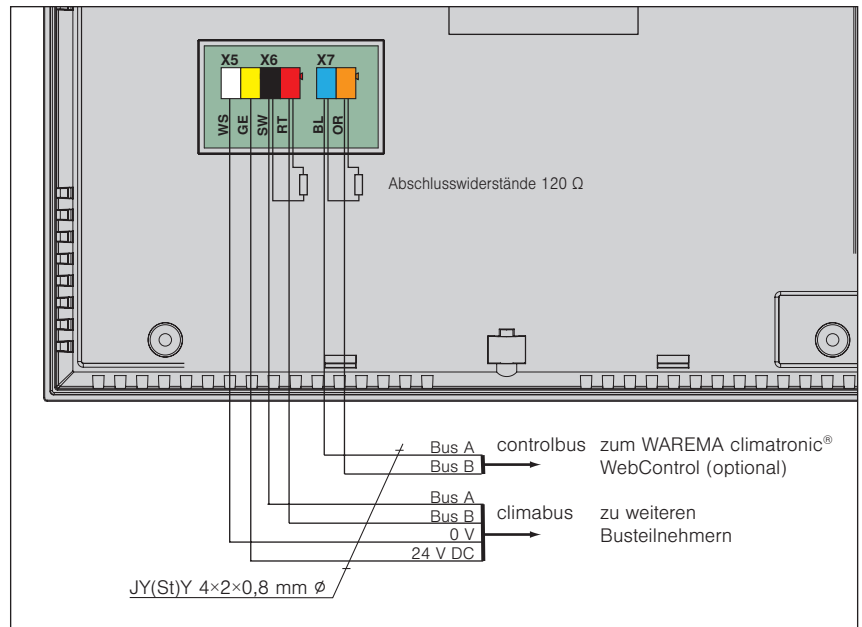 X5 X6 X7
WS GE SW RT BL OR
Abschlusswiderstände 120 Ω
Bus A controlbus zum WAREMA climatronic®
Bus B WebControl (optional)
Bus A
Bus B climabus zu weiteren
0 V Busteilnehmern
24 V DC
JY(St)Y 4×2×0,8 mm ∅